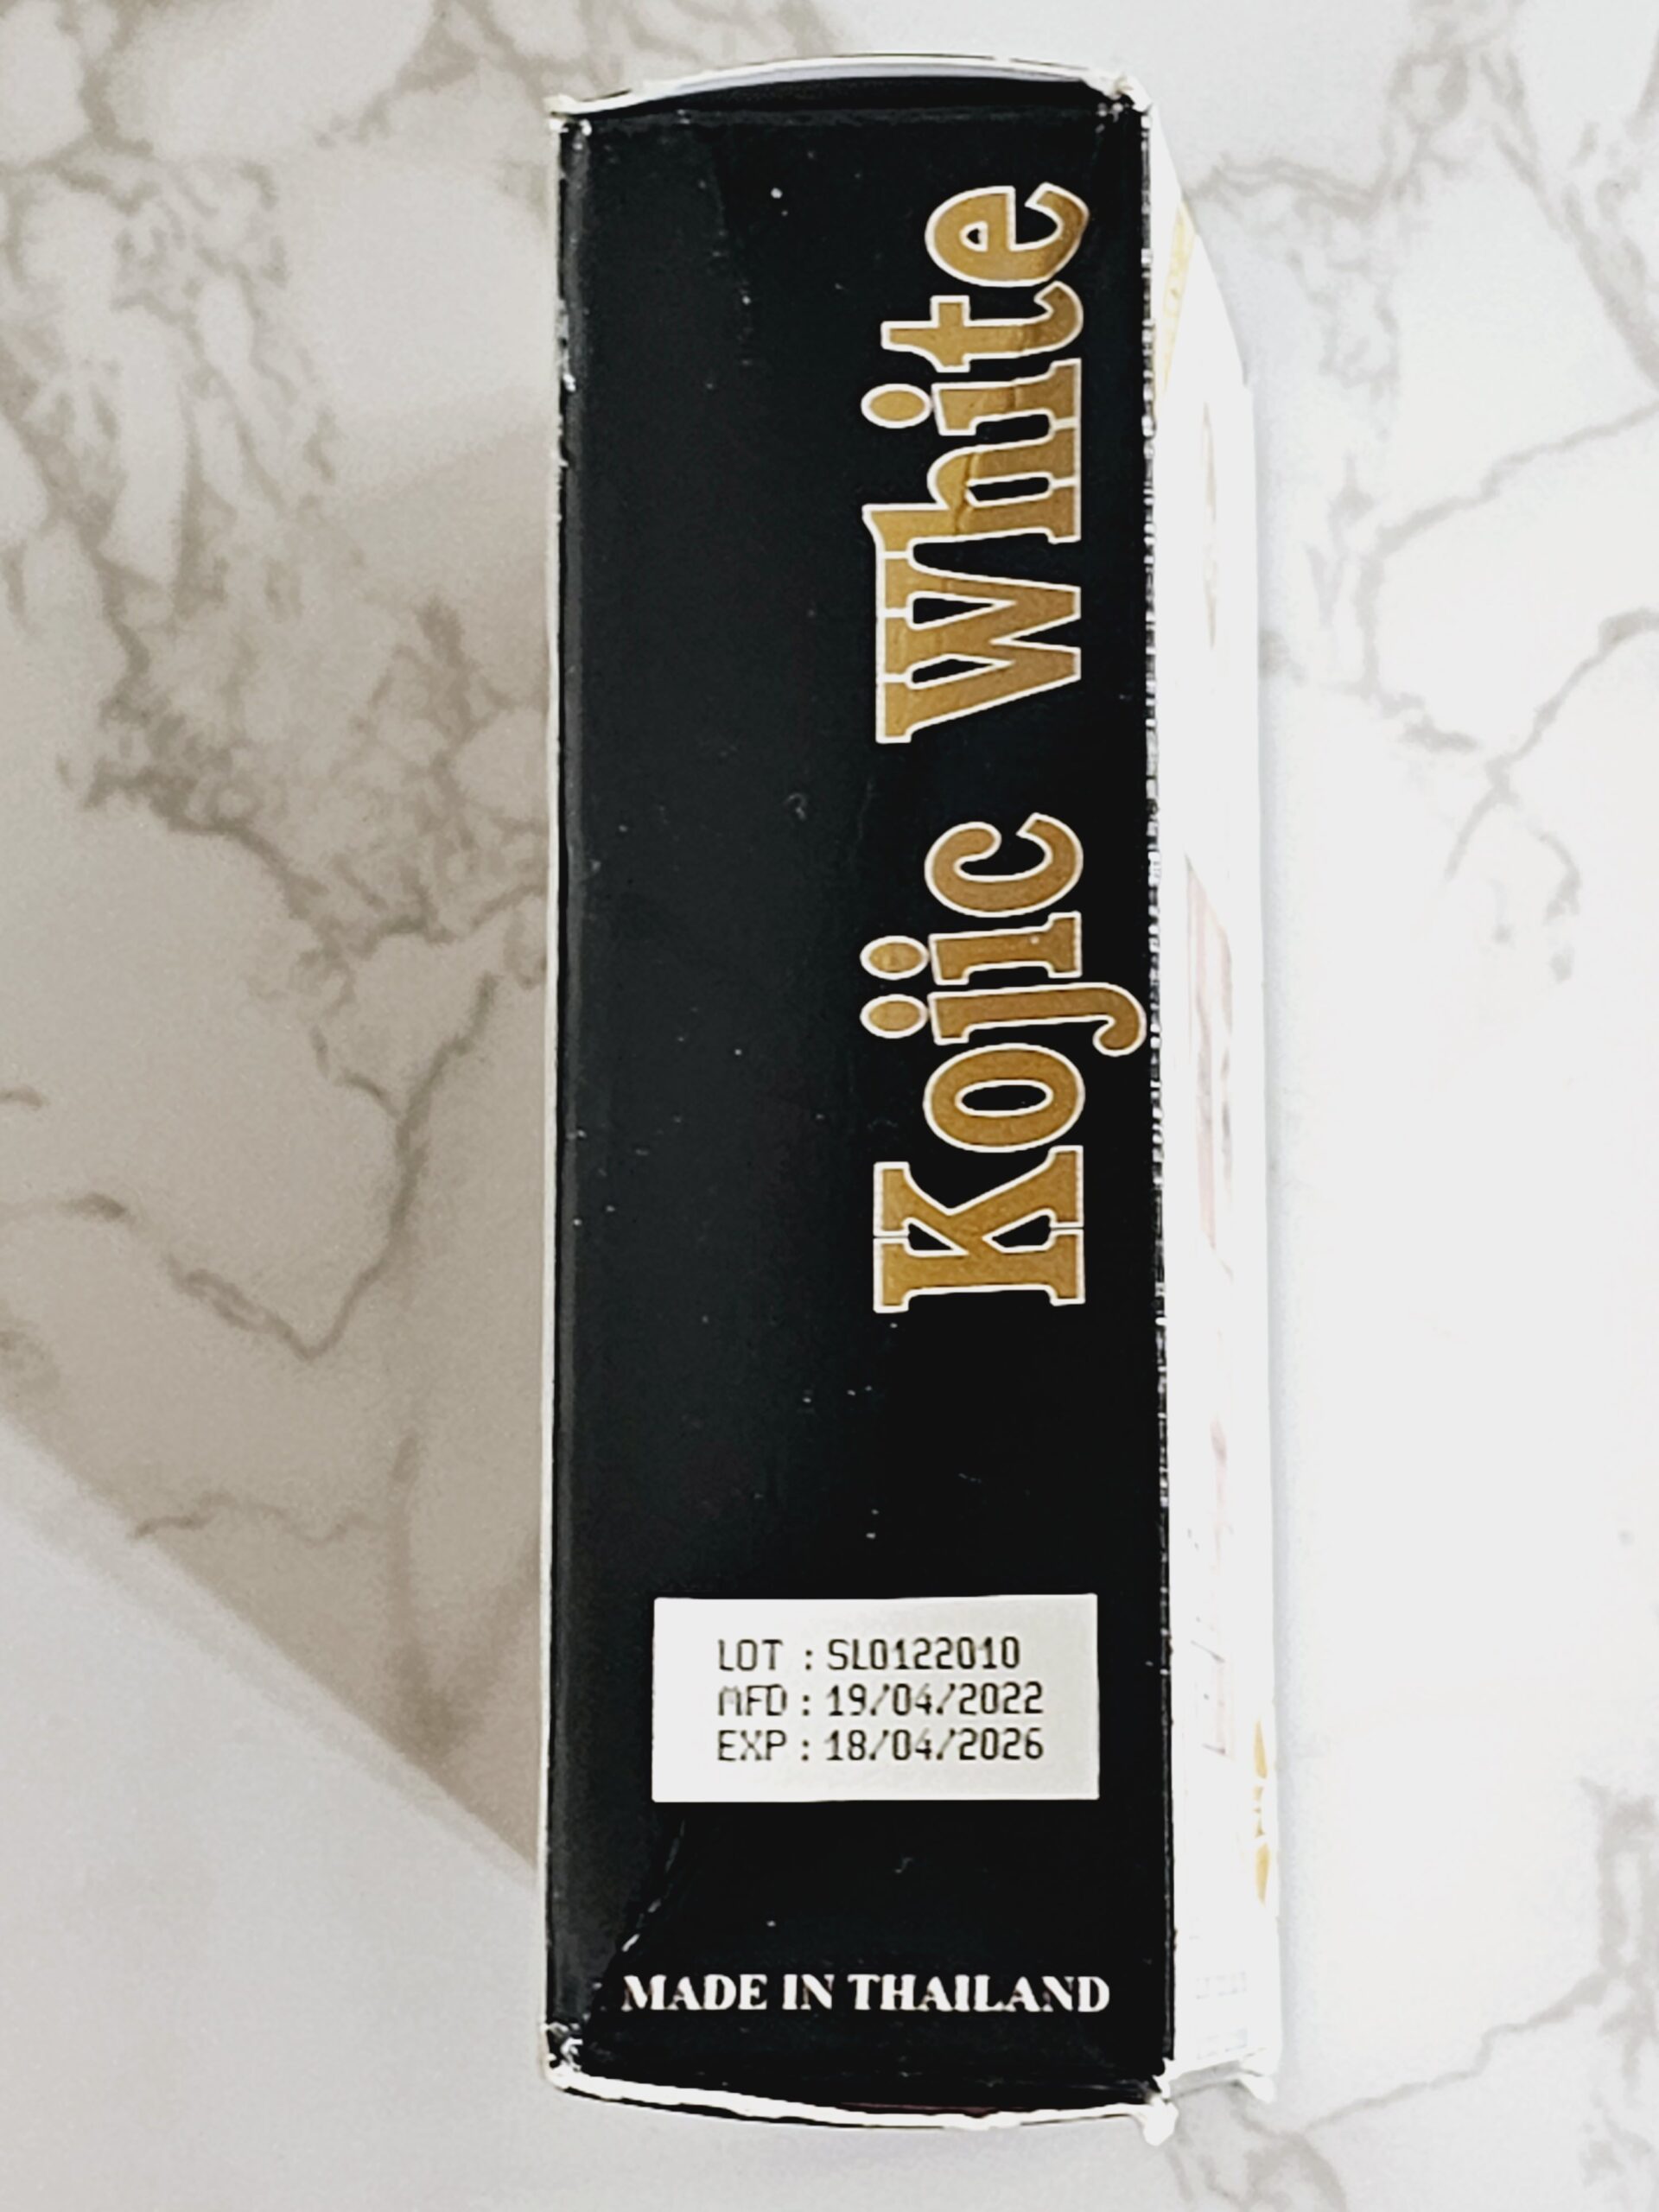 Kojic White
LOT : SL0122010
MFD : 19/04/2022
EXP : 18/04/2026
MADE IN THAILAND